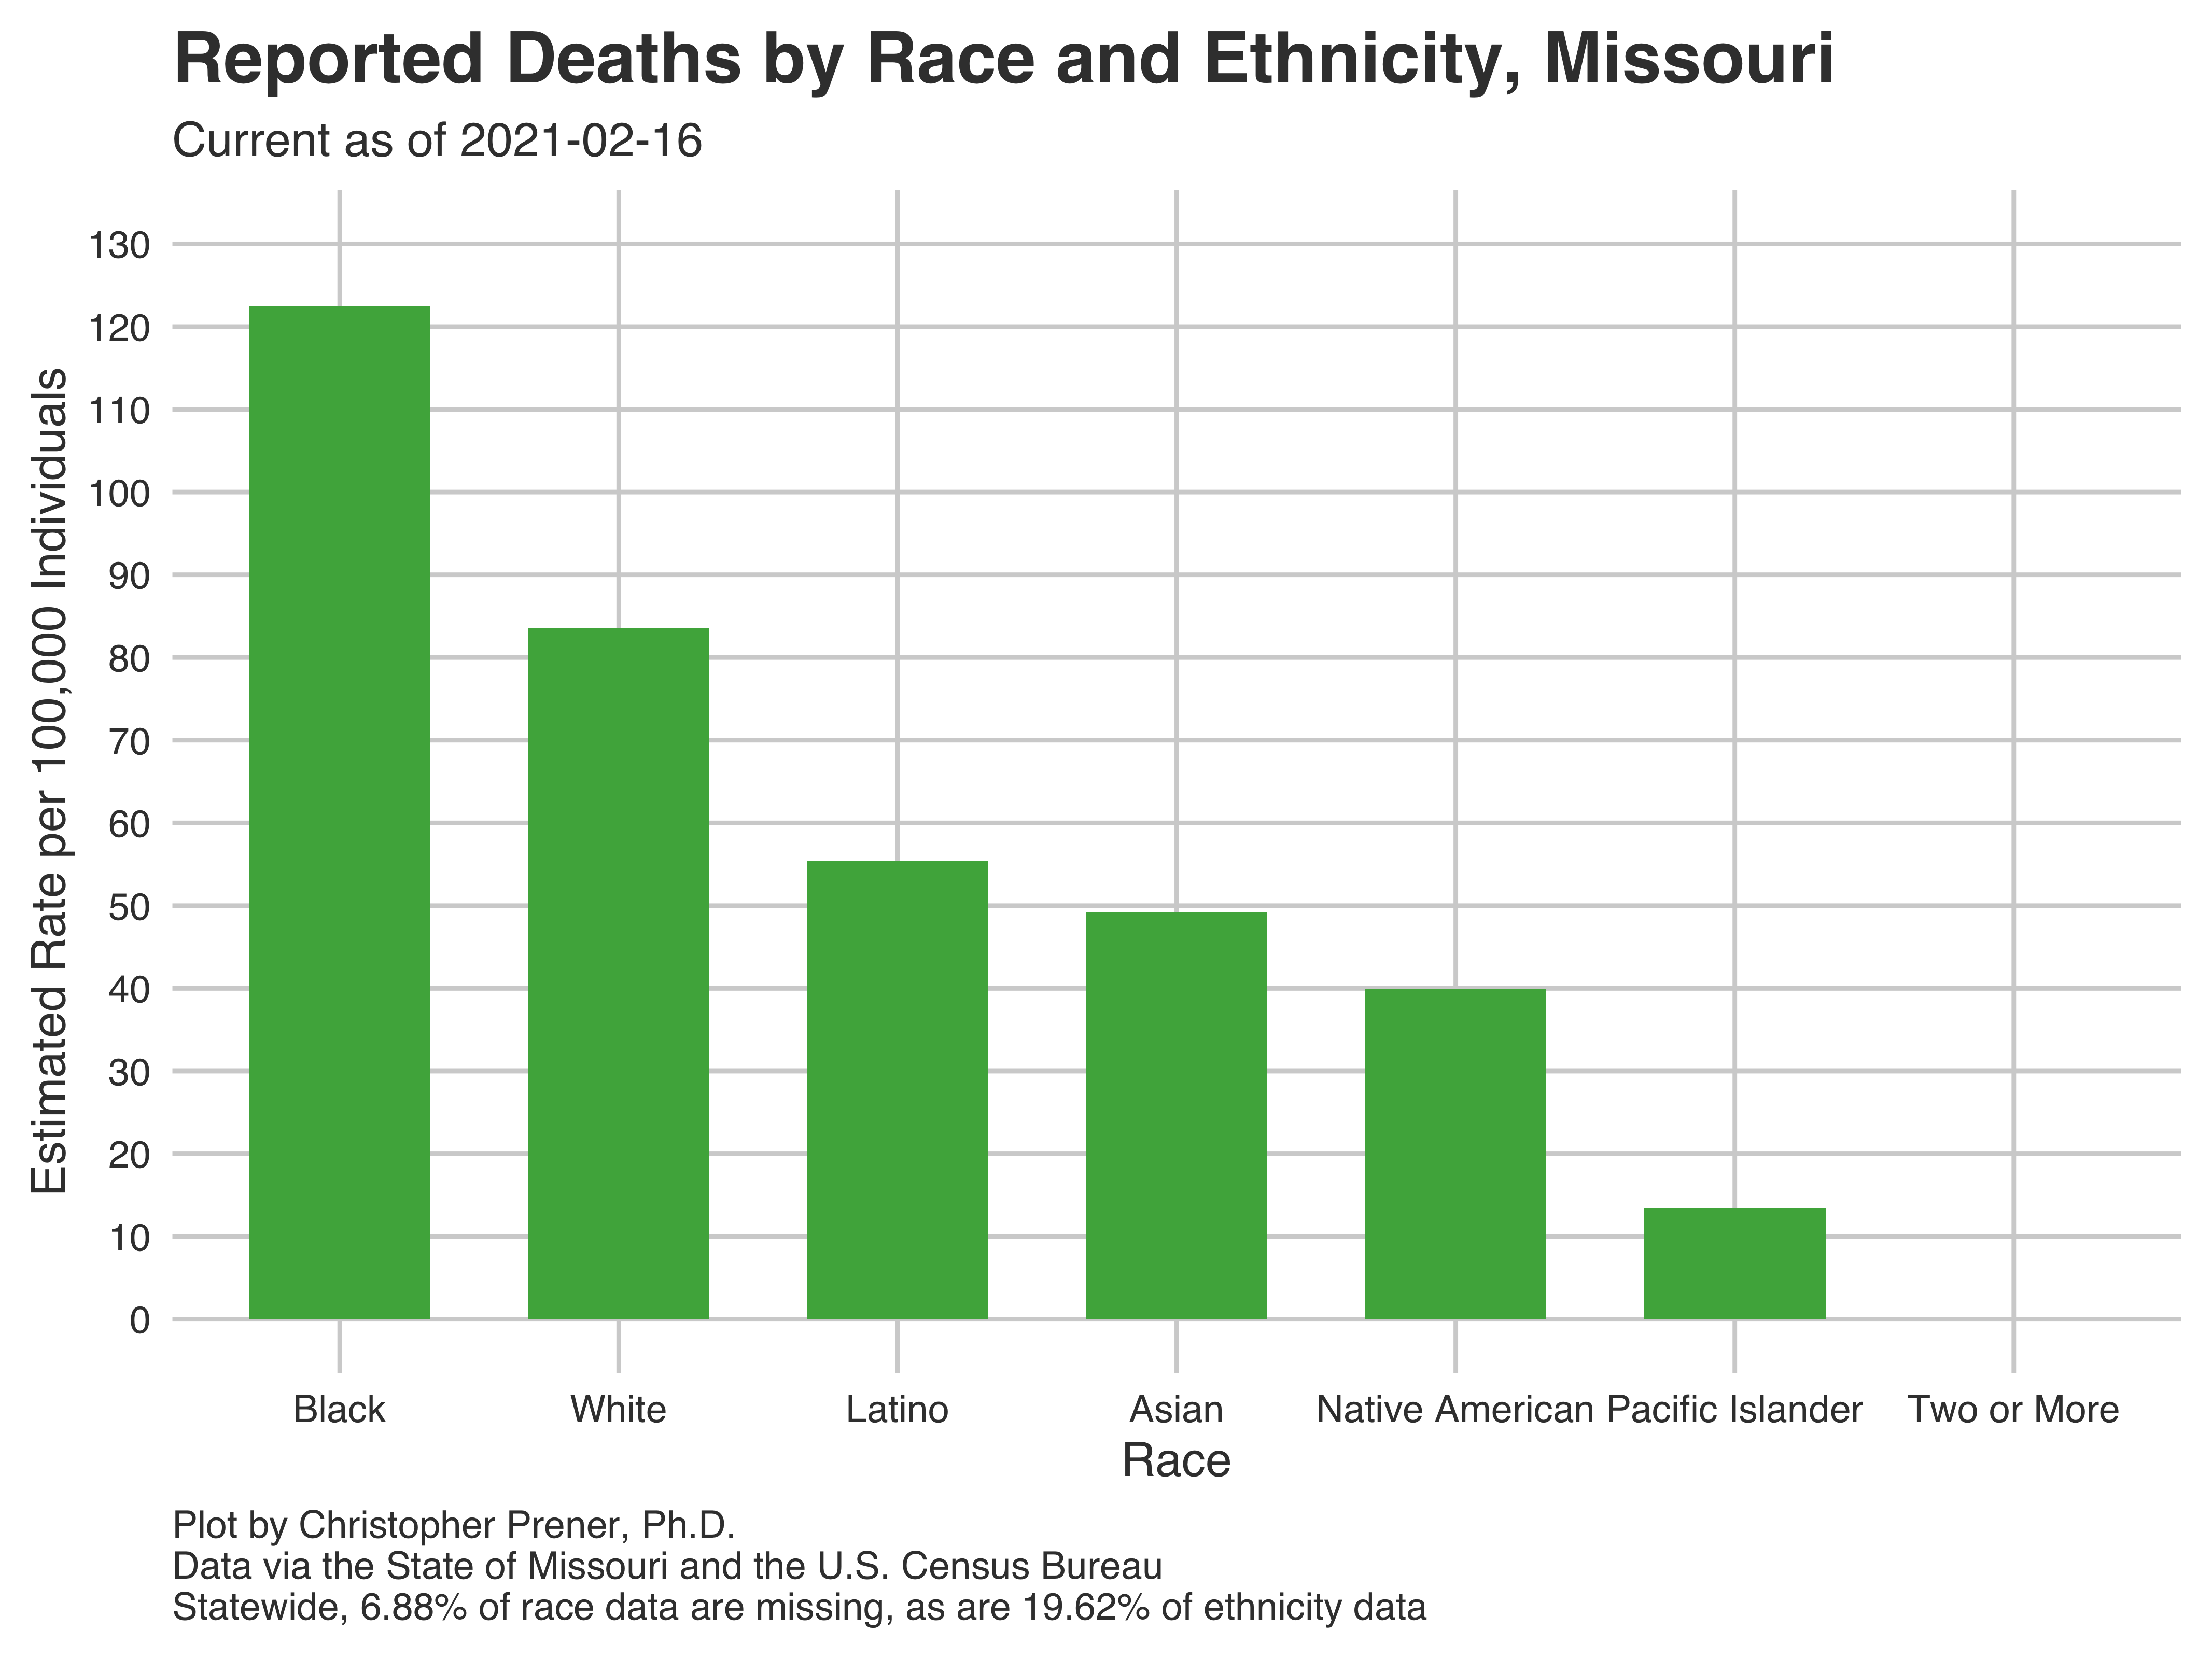 Reported Deaths by Race and Ethnicity, Missouri
Current as of 2021-02-16
Estimated Rate per 100,000 Individuals
130
120
110
100
90
80
70
60
50
40
30
20
10
0
Black White Latino Asian Native American Pacific Islander Two or More
Race
Plot by Christopher Prener, Ph.D.
Data via the State of Missouri and the U.S. Census Bureau
Statewide, 6.88% of race data are missing, as are 19.62% of ethnicity data